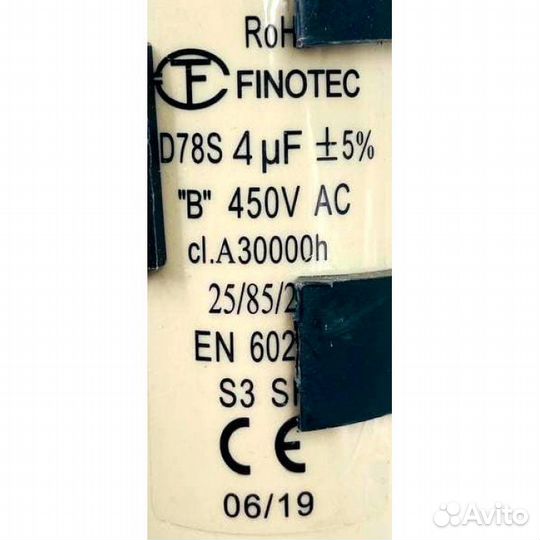 RoH
FINOTEC
D78S 4 µF ±5%
"B" 450V AC
cl.A30000h
25/85/2
EN 602
S3 S
CE
06/19
Avito